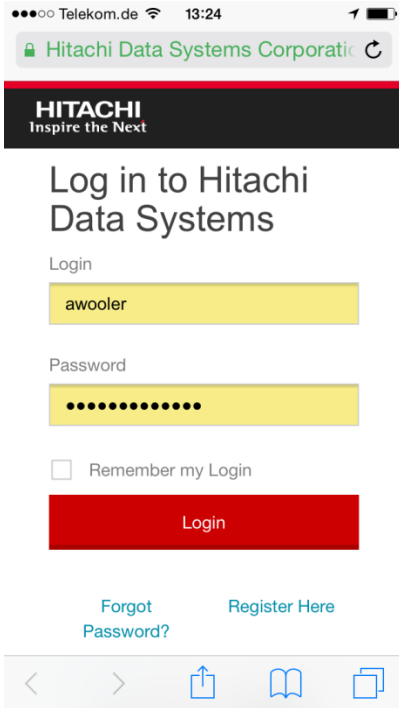 Telekom.de 13:24
Hitachi Data Systems Corporatic
HITACHI
Inspire the Next
Log in to Hitachi
Data Systems
Login
awooler
Password
•••••••••••••
Remember my Login
Login
Forgot Register Here
Password?